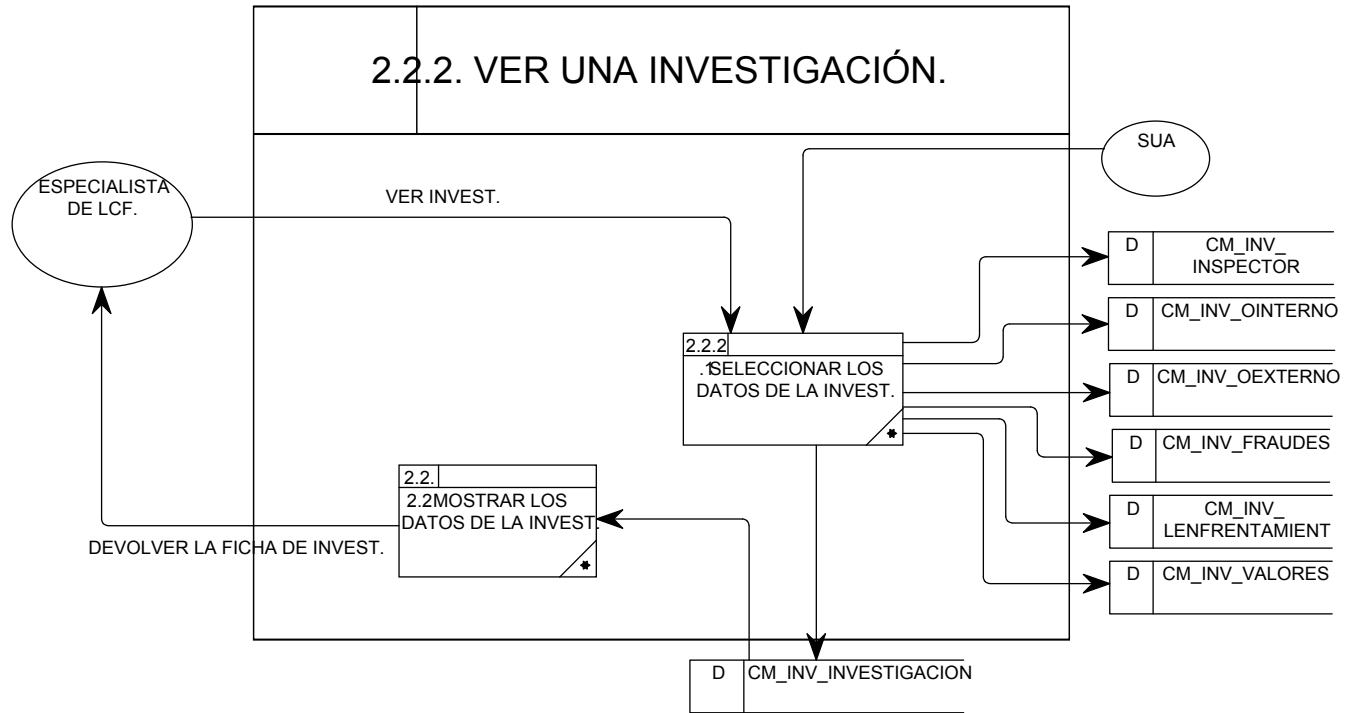 2.2.2. VER UNA INVESTIGACIÓN.
SUA
ESPECIALISTA
DE LCF.
VER INVEST.
D CM_INV_
INSPECTOR
D CM_INV_OINTERNO
2.2.2
.1SELECCIONAR LOS
DATOS DE LA INVEST.
*
D CM_INV_OEXTERNO
D CM_INV_FRAUDES
2.2.
2.2MOSTRAR LOS
DATOS DE LA INVEST.
*
D CM_INV_
LENFRENTAMIENT
DEVOLVER LA FICHA DE INVEST.
D CM_INV_VALORES
D CM_INV_INVESTIGACION